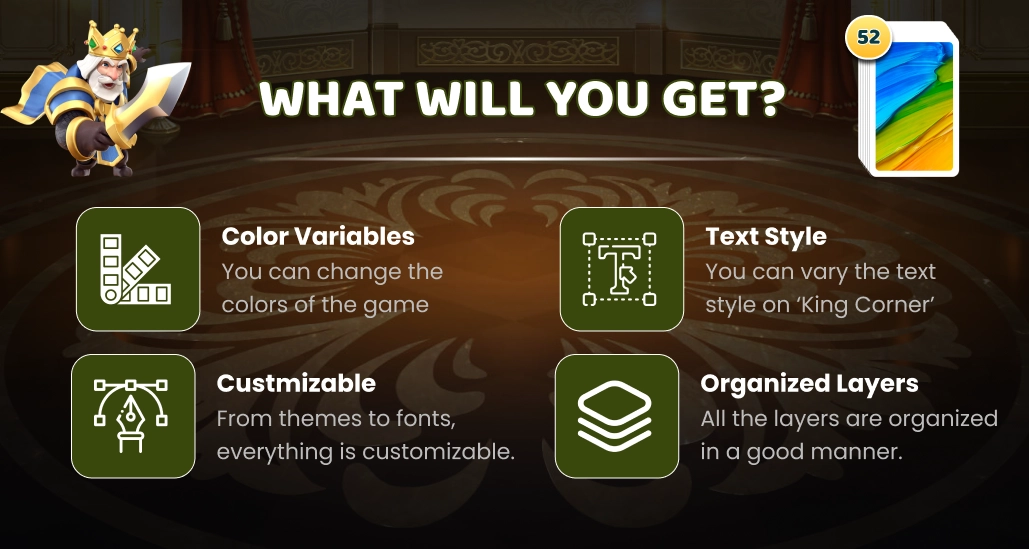 52
WHAT WILL YOU GET?
Color Variables
You can change the
colors of the game
Text Style
You can vary the text
style on ‘King Corner’
Custmizable
From themes to fonts,
everything is customizable.
Organized Layers
All the layers are organized
in a good manner.